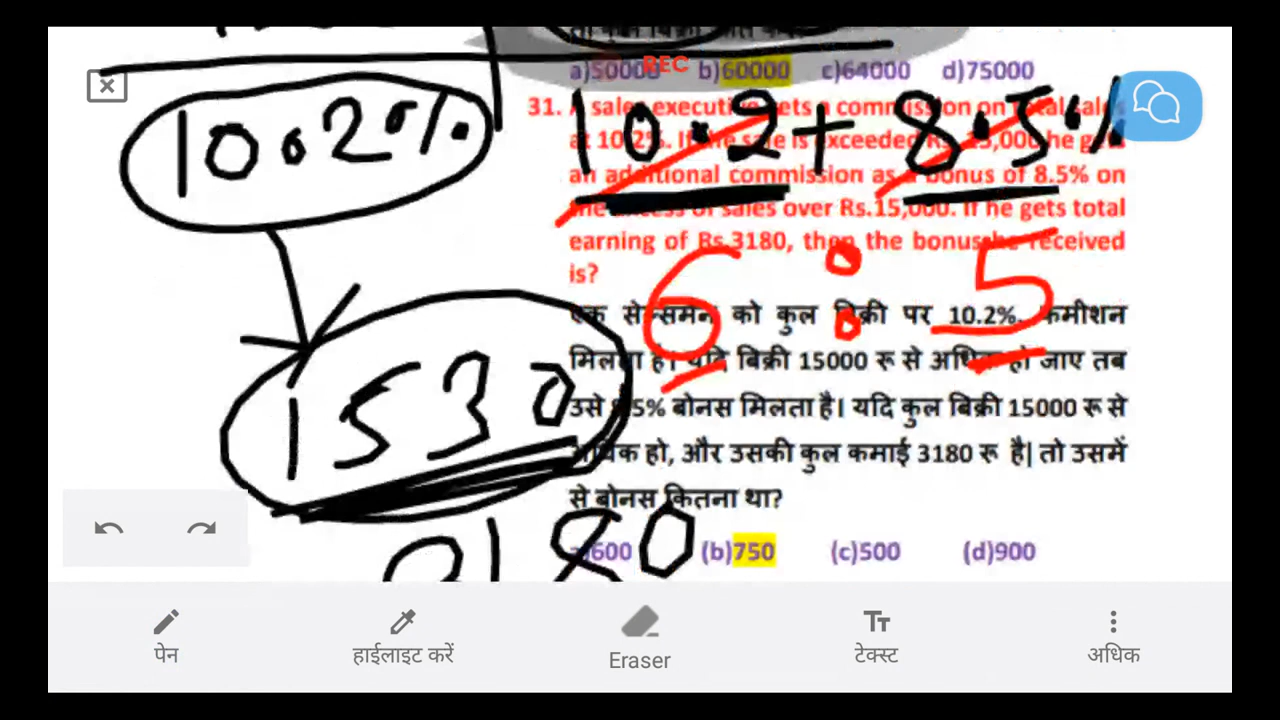 REC
a)50000 b)60000 c)64000 d)75000
10.2% 10.2 + 8.5%
31. A sales executive gets a commission on total sales
at 10.2%. If the sale is exceeded Rs.15,000 he gets
an additional commission as a bonus of 8.5% on
the excess of sales over Rs.15,000. If he gets total
earning of Rs.3180, then the bonus he received
is?
6 : 5
एक सेल्समेन को कुल बिक्री पर 10.2% कमीशन
मिलता है। यदि बिक्री 15000 रू से अधिक हो जाए तब
उसे 8.5% बोनस मिलता है। यदि कुल बिक्री 15000 रू से
अधिक हो, और उसकी कुल कमाई 3180 रू है| तो उसमें
से बोनस कितना था?
1530
a)600 (b)750 (c)500 (d)900
पेन हाईलाइट करें Eraser टेक्स्ट अधिक